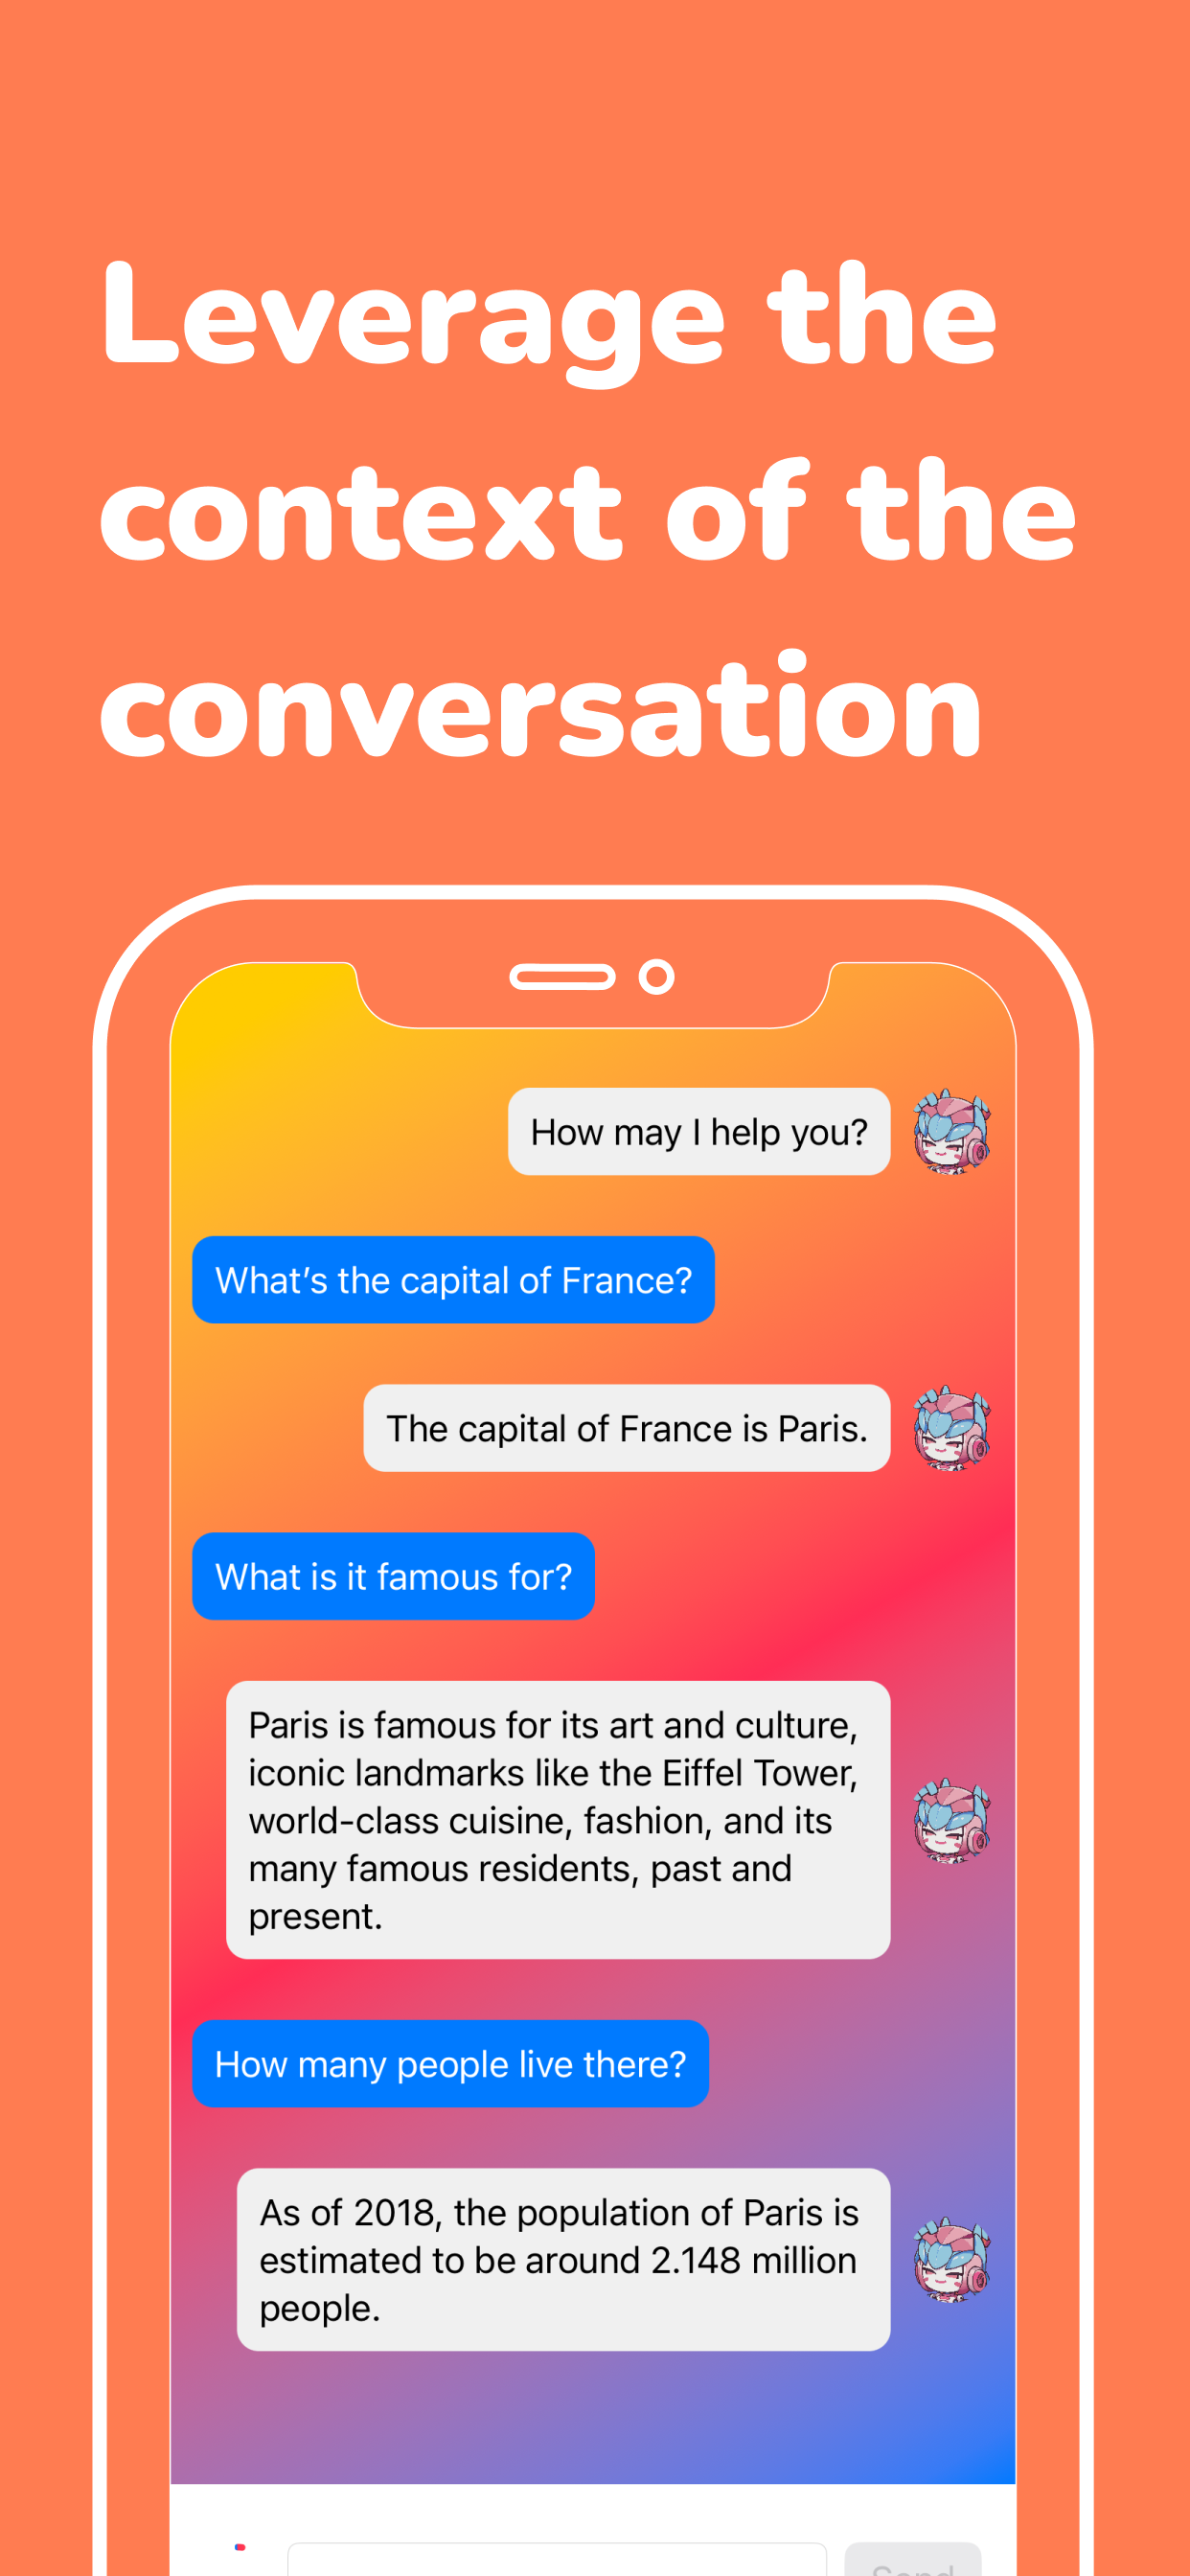 Leverage the
context of the
conversation
How may I help you?
What’s the capital of France?
The capital of France is Paris.
What is it famous for?
Paris is famous for its art and culture,
iconic landmarks like the Eiffel Tower,
world-class cuisine, fashion, and its
many famous residents, past and
present.
How many people live there?
As of 2018, the population of Paris is
estimated to be around 2.148 million
people.
Send